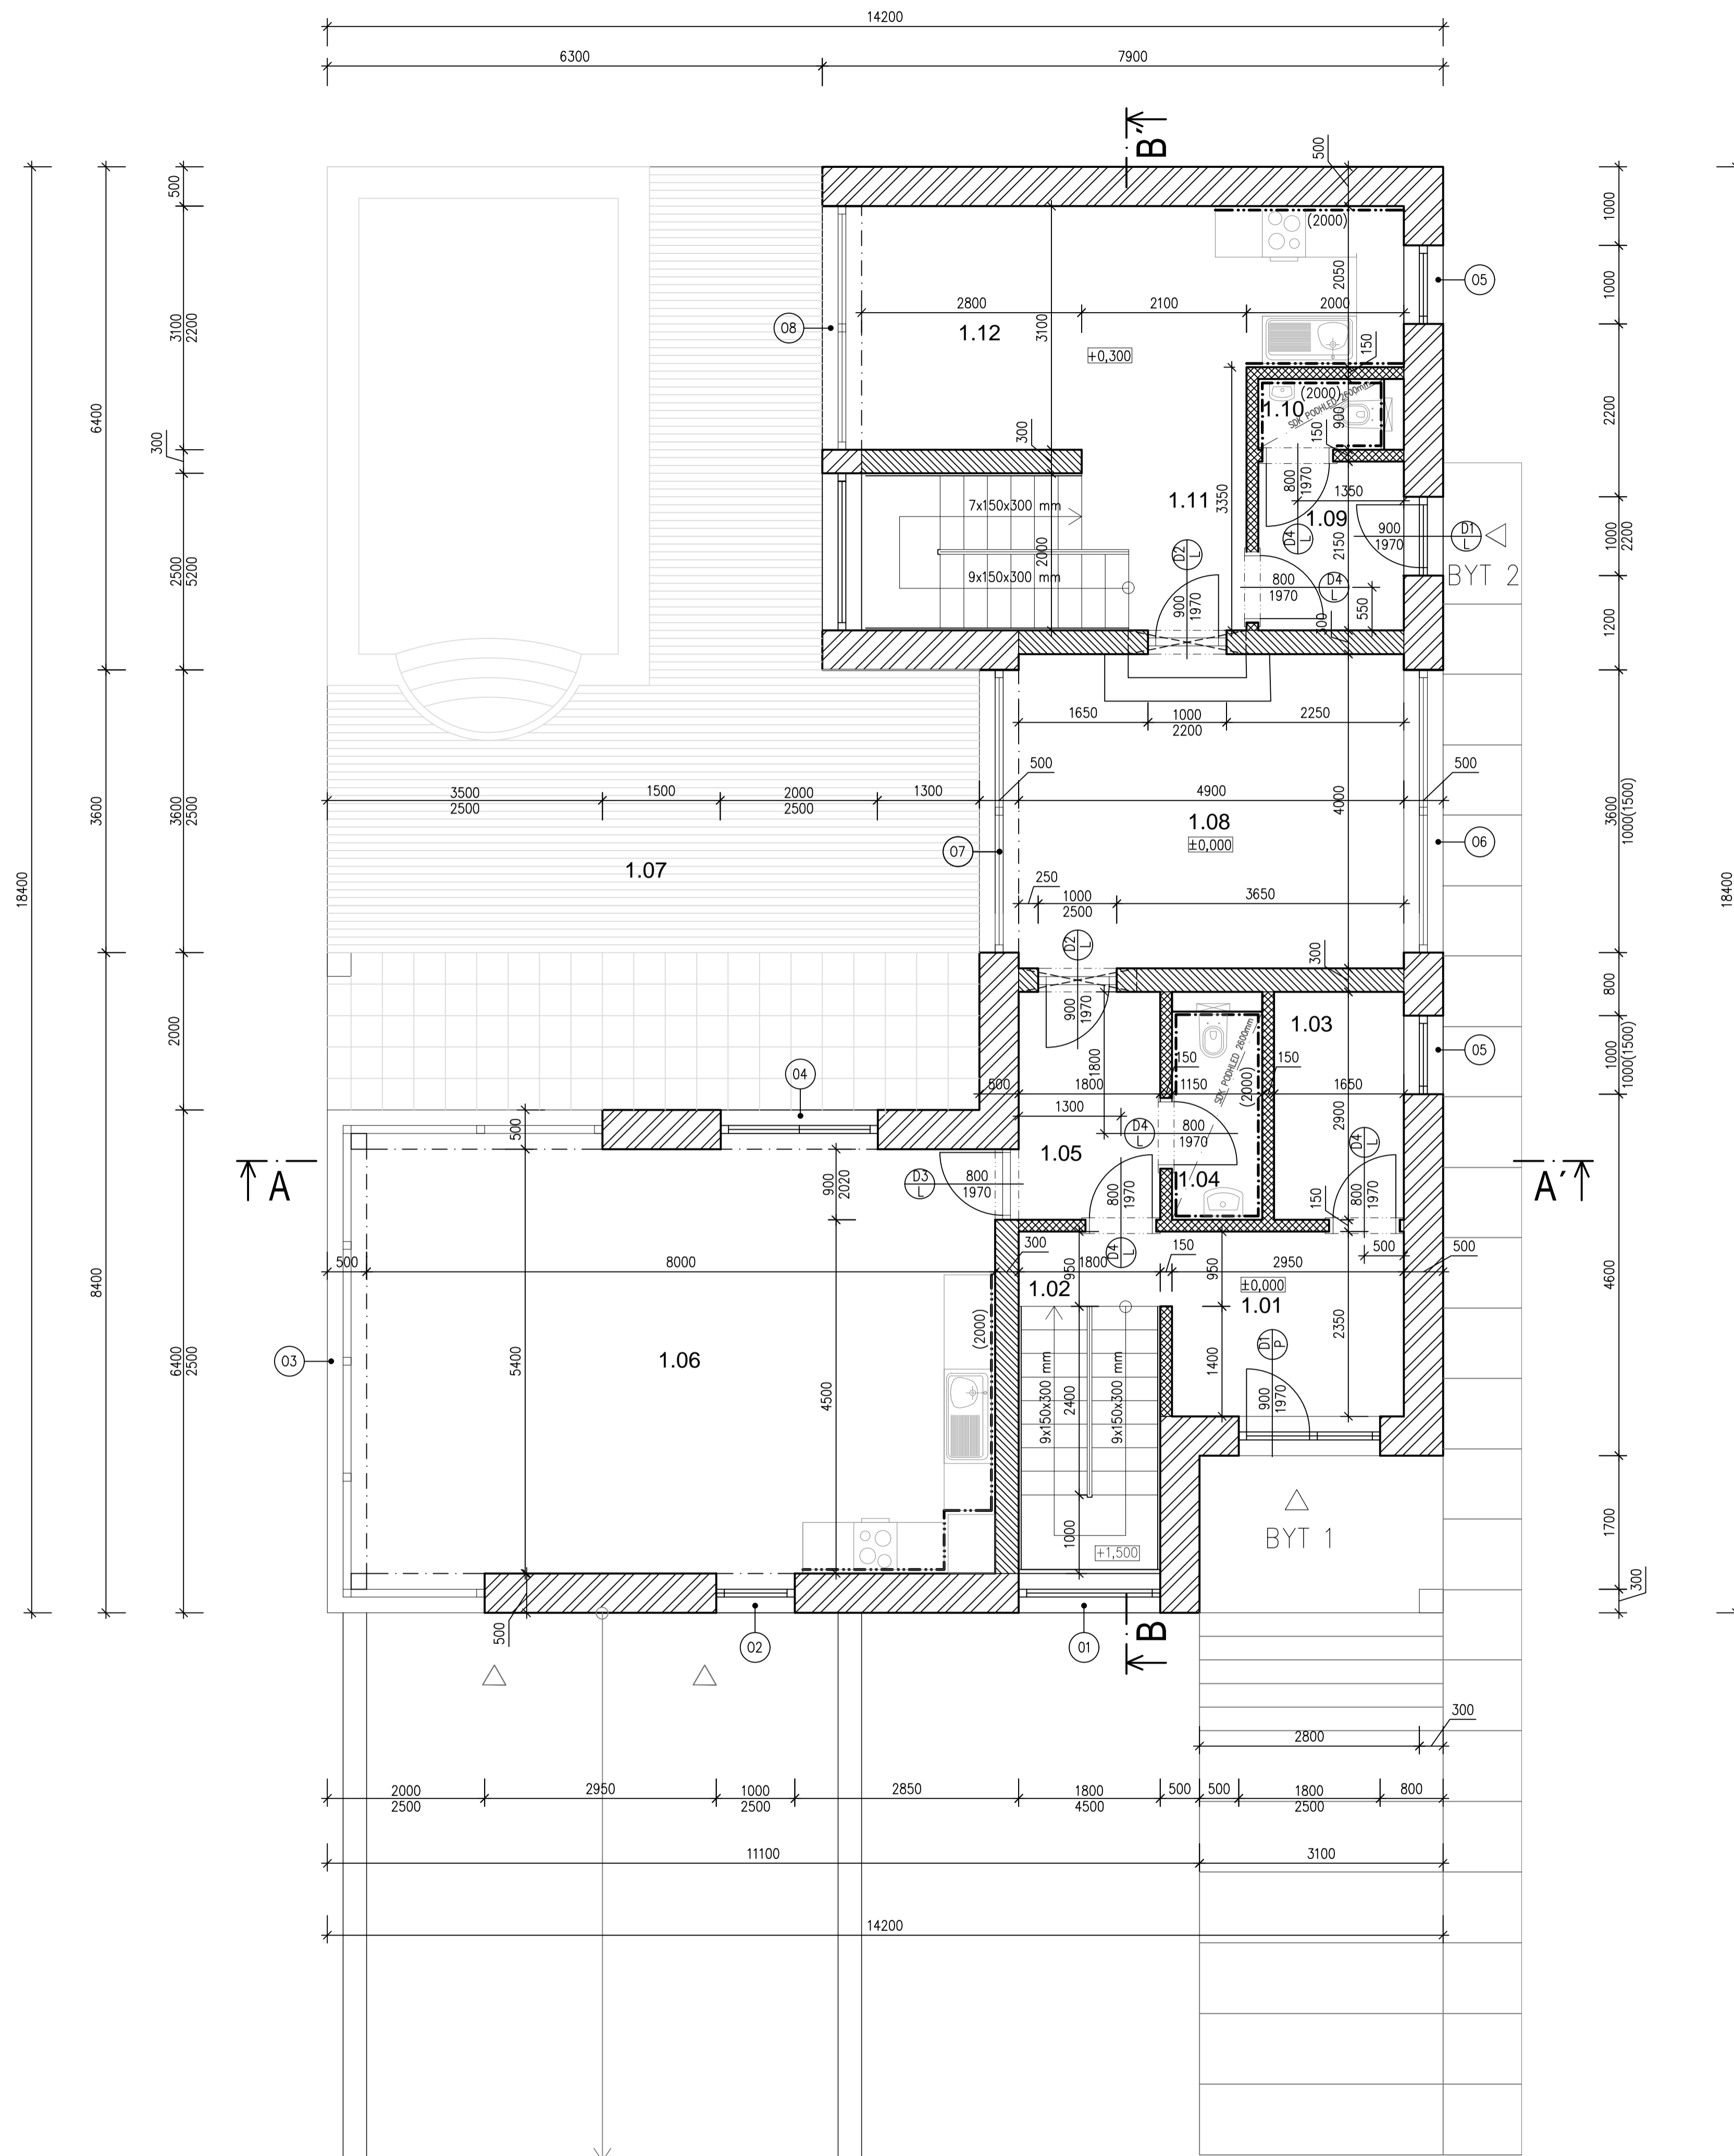 14200
6300 7900
B´
500
500 1000
(2000)
2050 1000
05
2800 2100 2000
08 1.12 3100
3100
2200
+0,300
150
6400
(2000)
1.10
SDK PODHLED 2600mm
900 2200
300 300 150
800
1970
1350
7x150x300 mm
1.11 3350 1.09
900
1970
D1
L
1000
2200
D4
L
2150
2500
5200
2000
D2
L
BYT 2
9x150x300 mm
800
1970
D4
L
900
1970
550 1200
300
1650 1000
2200
2250
500 500
3500
2500
1500 2000
2500
1300 4900 4000
3600 3600
2500
1.08
±0,000
3600
1000(1500)
07 06
1.07
18400 18400
250
1000
2500
3650
D2
L
300
800
900
1970
1.03
2000
SDK PODHLED 2600mm
(2000)
1000
1000(1500)
05
04
150 150
1800
500 1800 1150 1650
1300
500 2900
D4
L
800
1970
D4
L
1.05
A A´
900
2020
D3
L
800
1970
800
1970
1.04
150
800
1970
D4
L
300 150 500 500
500 8000 950 1800 950 2950
±0,000
4600
8400
1.02 1.01
(2000)
2350
D1
P
03 1.06
6400
2500
5400 4500
9x150x300 mm 2400 9x150x300 mm
1400
900
1970
1000
+1,500
BYT 1
1700
300
500
02 01 B
300
2800
2000
2500
2950 1000
2500
2850 1800
4500
500 500 1800
2500
800
11100 3100
14200